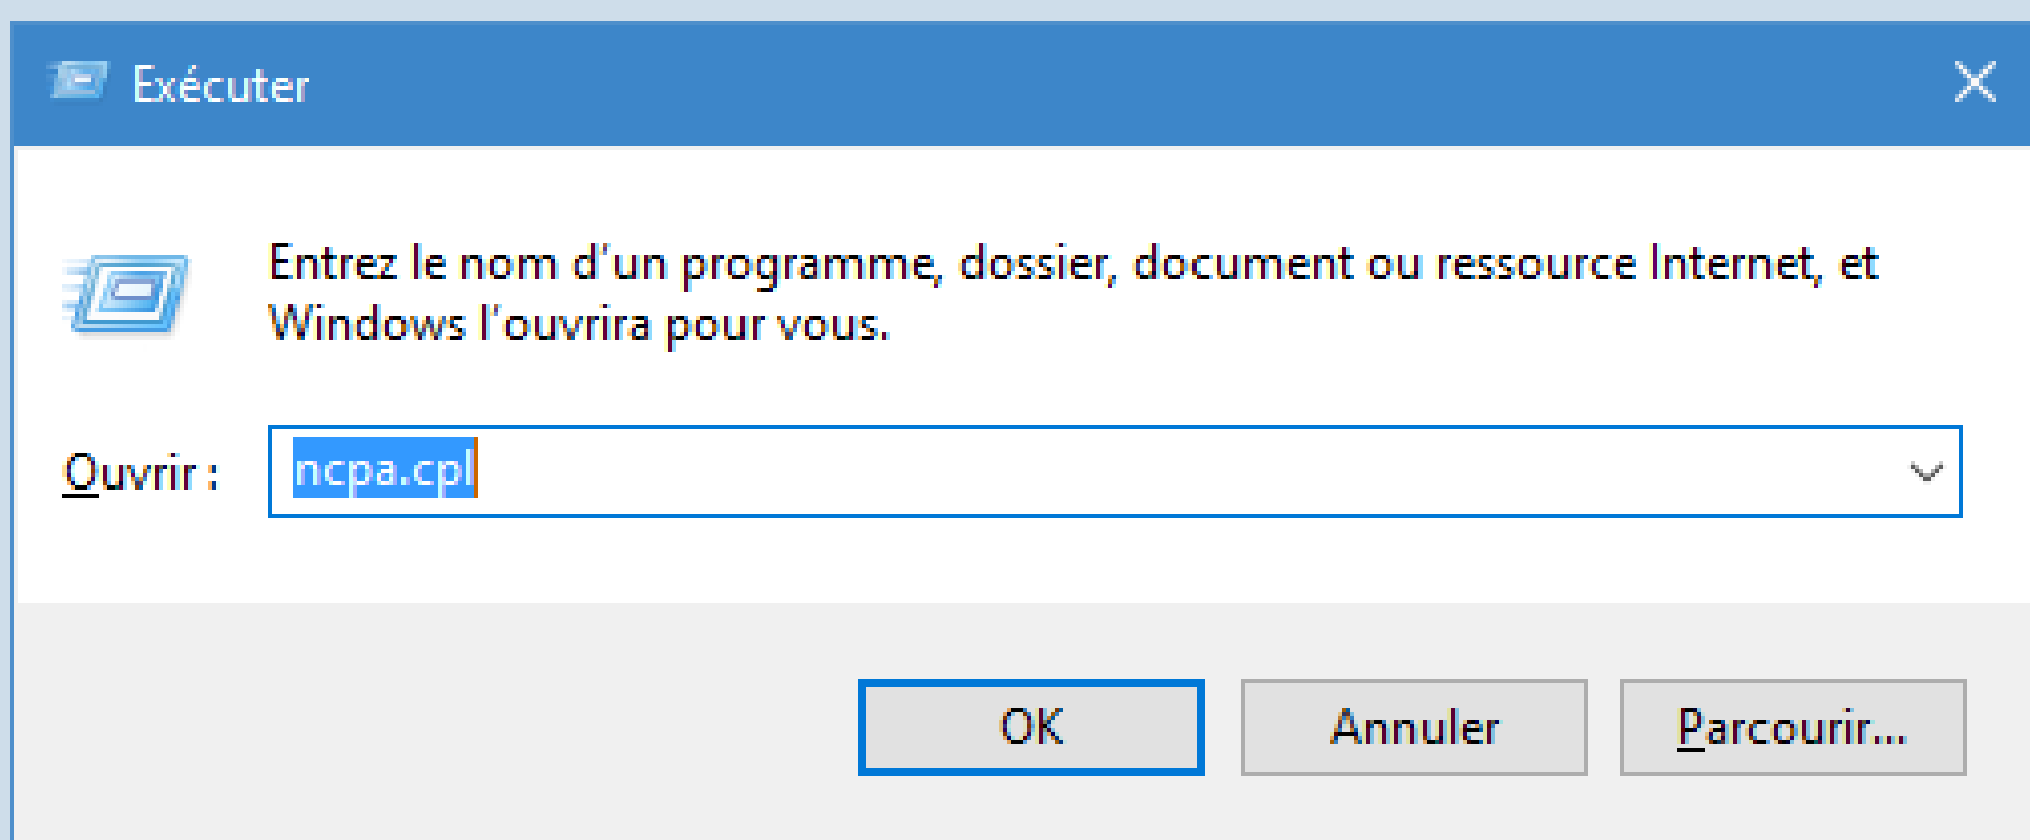 Exécuter
Entrez le nom d'un programme, dossier, document ou ressource Internet, et
Windows l'ouvrira pour vous.
Ouvrir : ncpa.cpl
OK Annuler Parcourir...